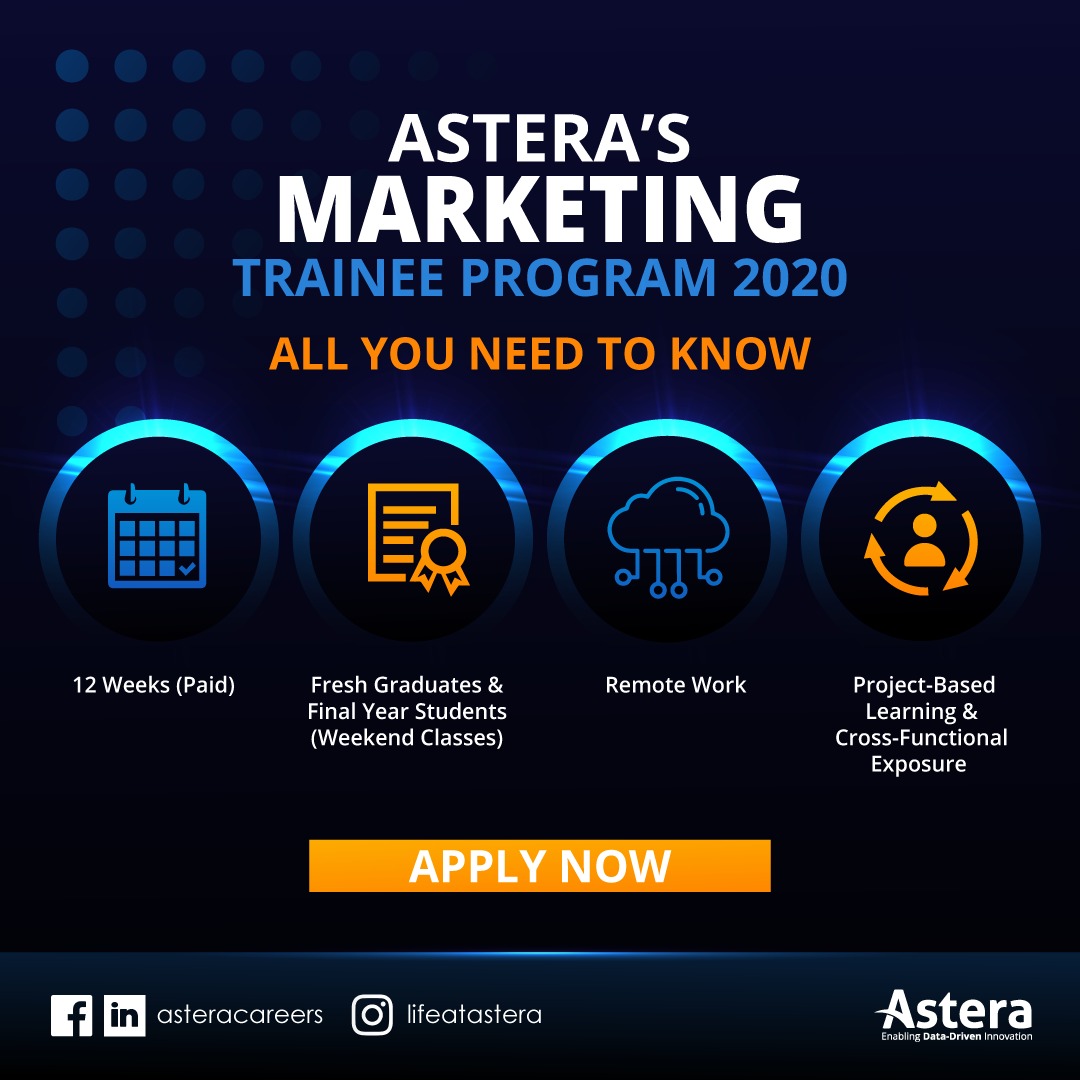 ASTERA’S
MARKETING
TRAINEE PROGRAM 2020
ALL YOU NEED TO KNOW
12 Weeks (Paid)
Fresh Graduates &
Final Year Students
(Weekend Classes)
Remote Work
Project-Based
Learning &
Cross-Functional
Exposure
APPLY NOW
f in asteracareers
lifeatastera
Astera
Enabling Data-Driven Innovation